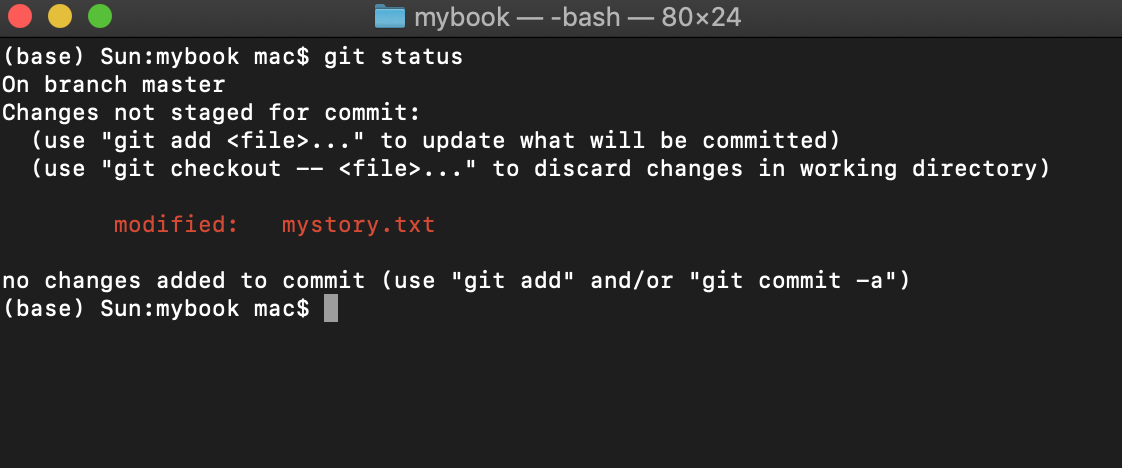 mybook — -bash — 80×24
(base) Sun:mybook mac$ git status
On branch master
Changes not staged for commit:
  (use "git add <file>..." to update what will be committed)
  (use "git checkout -- <file>..." to discard changes in working directory)
        modified:   mystory.txt
no changes added to commit (use "git add" and/or "git commit -a")
(base) Sun:mybook mac$